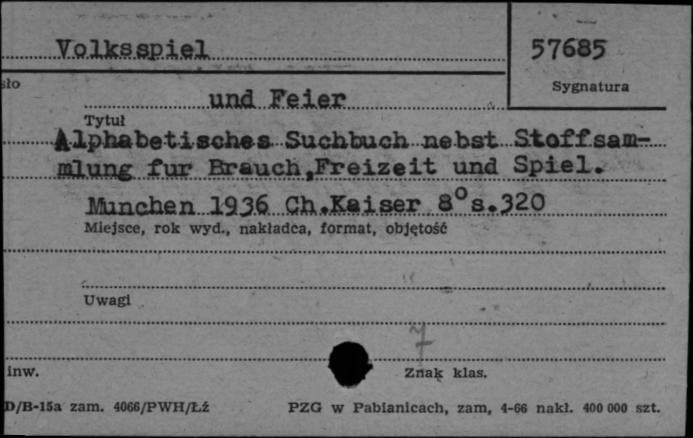 Volksspiel
57685
Sygnatura
sło
und Feier
Tytuł
Alphabetisches Suchbuch nebst Stoffsam-
mlung fur Brauch,Freizeit und Spiel.
Munchen 1936 Ch.Kaiser 8° s.320
Miejsce, rok wyd., nakładca, format, objętość
Uwagi
7
inw.
Znak klas.
D/B-15a zam. 4066/PWH/Łź
PZG w Pabianicach, zam, 4-66 nakł. 400 000 szt.